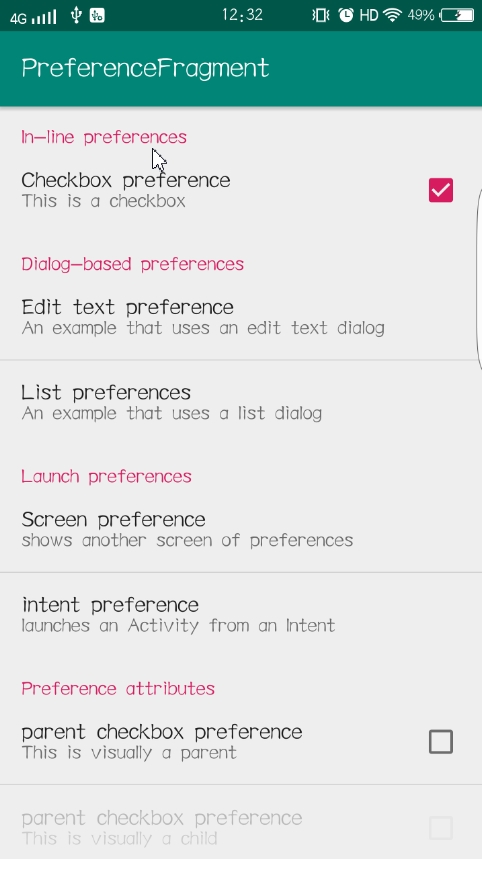 4G 12:32 HD 49%
PreferenceFragment
In-line preferences
Checkbox preference
This is a checkbox
Dialog-based preferences
Edit text preference
An example that uses an edit text dialog
List preferences
An example that uses a list dialog
Launch preferences
Screen preference
shows another screen of preferences
intent preference
launches an Activity from an Intent
Preference attributes
parent checkbox preference
This is visually a parent
parent checkbox preference
This is visually a child